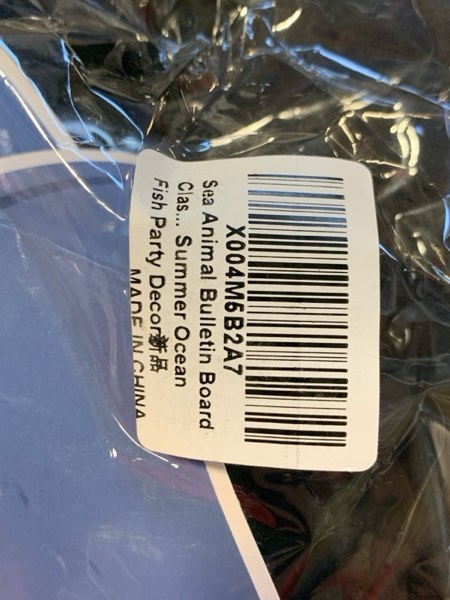 X004M6B2A7
Sea Animal Bulletin Board
Clas... Summer Ocean
Fish Party Decor新品
MADE IN CHINA